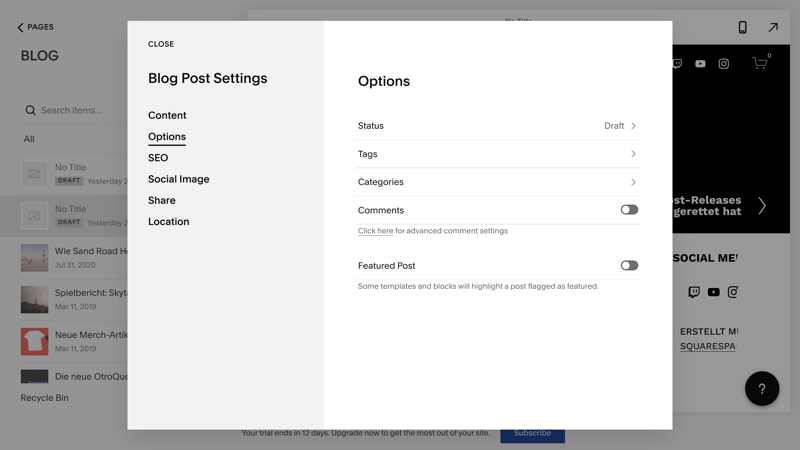 PAGES
No Title
BLOG
Search items...
All
No Title
DRAFT Yesterday 2
No Title
DRAFT Yesterday 2
Wie Sand Road H
Jul 31, 2020
Spielbericht: Skyt
Mar 11, 2019
Neue Merch-Artik
Mar 11, 2019
Die neue OtroQue
Recycle Bin
CLOSE
Blog Post Settings
Content
Options
SEO
Social Image
Share
Location
Options
Status Draft
Tags
Categories
Comments
Click here for advanced comment settings
Featured Post
Some templates and blocks will highlight a post flagged as featured.
0
st-Releases
gerettet hat
SOCIAL ME
ERSTELLT M
SQUARESPA
?
Your trial ends in 12 days. Upgrade now to get the most out of your site.
Subscribe